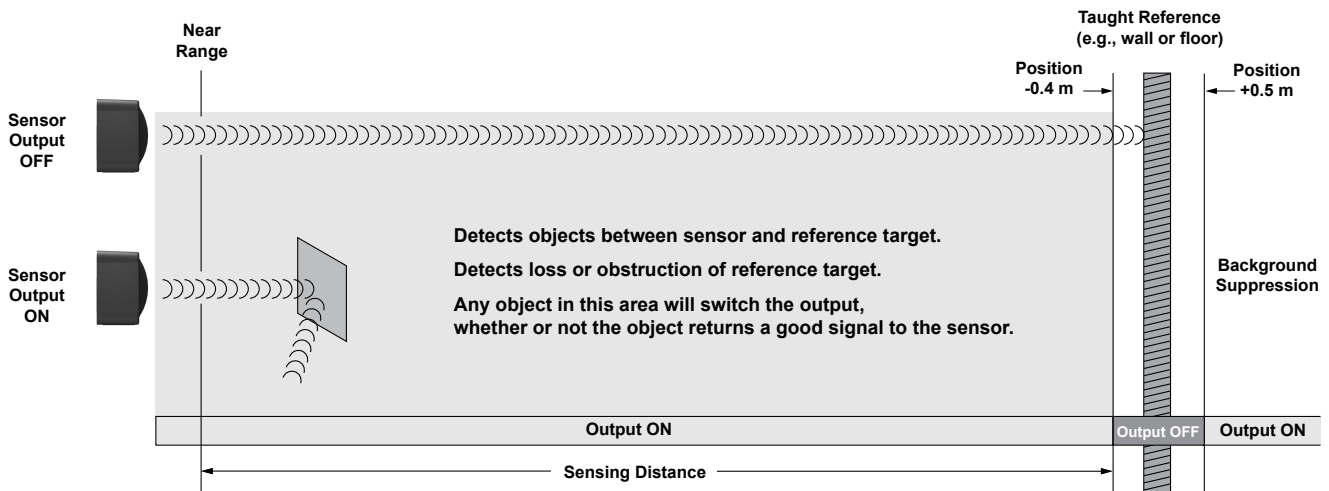 Near
Range
Taught Reference
(e.g., wall or floor)
Position
-0.4 m
Position
+0.5 m
Sensor
Output
OFF
Detects objects between sensor and reference target.
Detects loss or obstruction of reference target.
Any object in this area will switch the output,
whether or not the object returns a good signal to the sensor.
Sensor
Output
ON
Background
Suppression
Output ON
Output OFF
Output ON
Sensing Distance